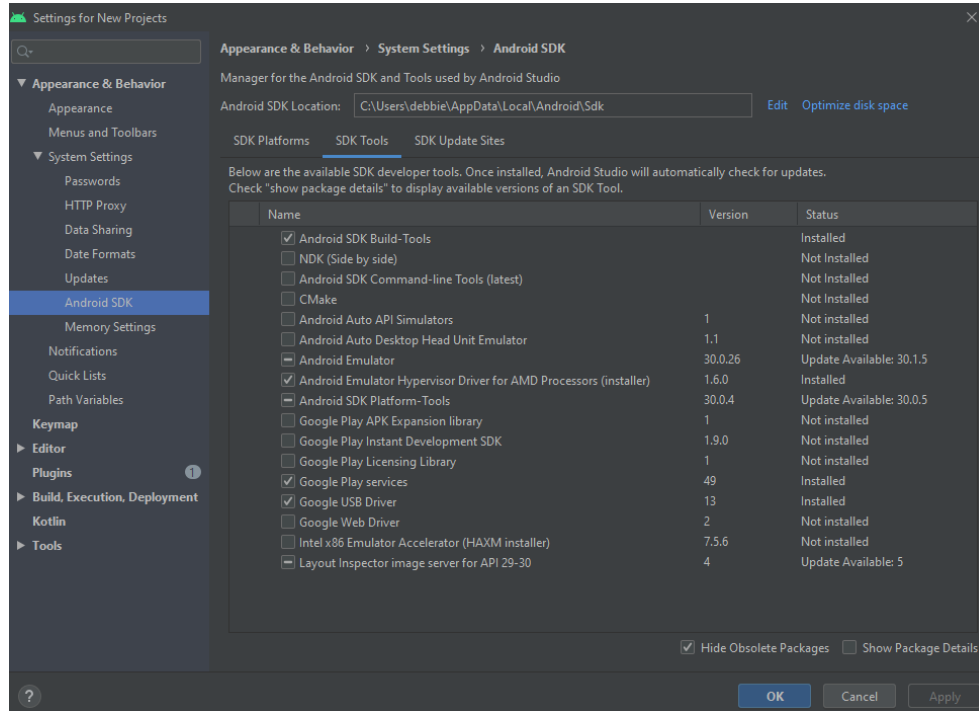 Settings for New Projects
Appearance & Behavior
Appearance
Menus and Toolbars
System Settings
Passwords
HTTP Proxy
Data Sharing
Date Formats
Updates
Android SDK
Memory Settings
Notifications
Quick Lists
Path Variables
Keymap
Editor
Plugins 1
Build, Execution, Deployment
Kotlin
Tools
Appearance & Behavior › System Settings › Android SDK
Manager for the Android SDK and Tools used by Android Studio
Android SDK Location: C:\Users\debbie\AppData\Local\Android\Sdk Edit Optimize disk space
SDK Platforms SDK Tools SDK Update Sites
Below are the available SDK developer tools. Once installed, Android Studio will automatically check for updates.
Check "show package details" to display available versions of an SDK Tool.
Name Version Status
Android SDK Build-Tools Installed
NDK (Side by side) Not Installed
Android SDK Command-line Tools (latest) Not Installed
CMake Not Installed
Android Auto API Simulators 1 Not installed
Android Auto Desktop Head Unit Emulator 1.1 Not installed
Android Emulator 30.0.26 Update Available: 30.1.5
Android Emulator Hypervisor Driver for AMD Processors (installer) 1.6.0 Installed
Android SDK Platform-Tools 30.0.4 Update Available: 30.0.5
Google Play APK Expansion library 1 Not installed
Google Play Instant Development SDK 1.9.0 Not installed
Google Play Licensing Library 1 Not installed
Google Play services 49 Installed
Google USB Driver 13 Installed
Google Web Driver 2 Not installed
Intel x86 Emulator Accelerator (HAXM installer) 7.5.6 Not installed
Layout Inspector image server for API 29-30 4 Update Available: 5
Hide Obsolete Packages Show Package Details
? OK Cancel Apply